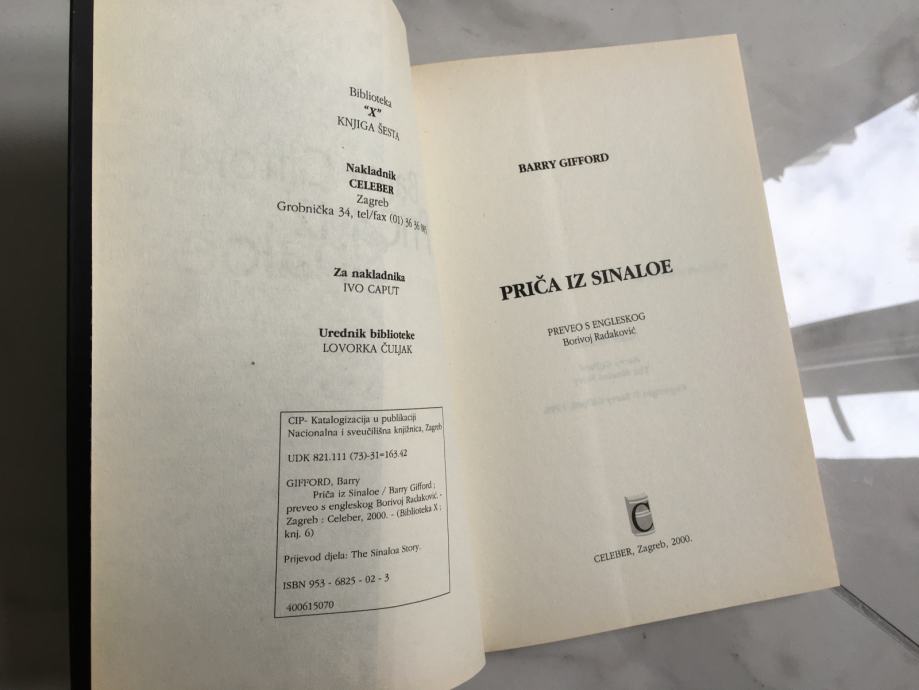 Biblioteka
"X"
KNJIGA ŠESTA
Nakladnik
CELEBER
Zagreb
Grobnička 34, tel/fax (01) 36 36
Za nakladnika
IVO CAPUT
Urednik biblioteke
LOVORKA ČULJAK
CIP- Katalogizacija u publikaciji
Nacionalna i sveučilišna knjižnica, Zagreb
UDK 821.111 (73)-31=163.42
GIFFORD, Barry
Priča iz Sinaloe / Barry Gifford ;
preveo s engleskog Borivoj Radaković. -
Zagreb : Celeber, 2000. - (Biblioteka X ;
knj. 6)
Prijevod djela: The Sinaloa Story.
ISBN 953 - 6825 - 02 - 3
400615070
BARRY GIFFORD
PRIČA IZ SINALOE
PREVEO S ENGLESKOG
Borivoj Radaković
C
CELEBER, Zagreb, 2000.